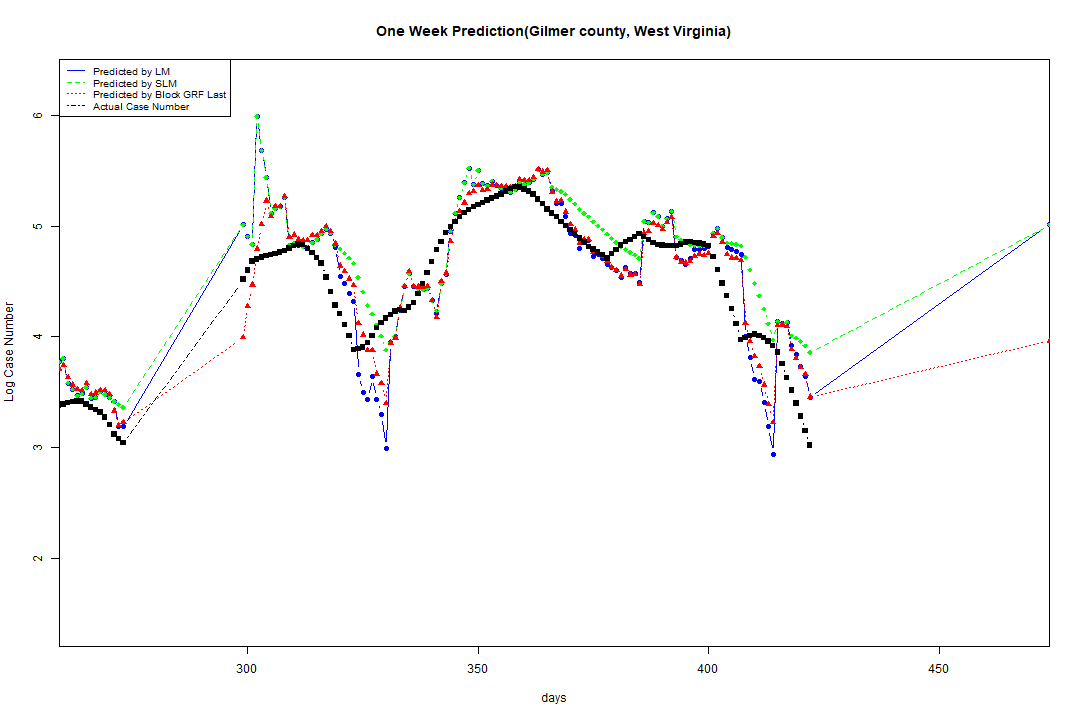 One Week Prediction(Gilmer county, West Virginia)
Predicted by LM
Predicted by SLM
Predicted by Block GRF Last
Actual Case Number
6
5
4
3
2
Log Case Number
300 350 400 450
days